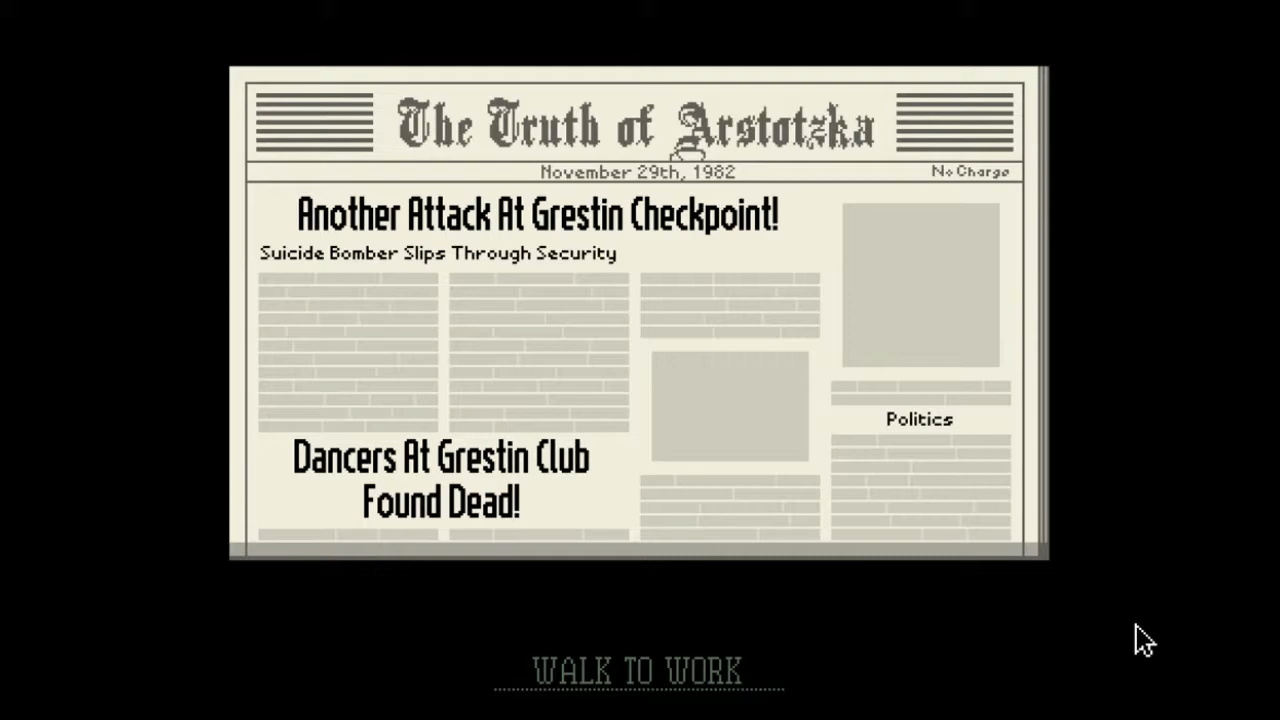 The Truth of Arstotzka
November 29th, 1982
No Charge
Another Attack At Grestin Checkpoint!
Suicide Bomber Slips Through Security
Politics
Dancers At Grestin Club
Found Dead!
WALK TO WORK